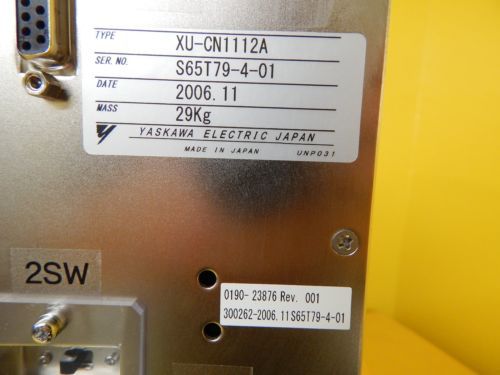 TYPE XU-CN1112A
SER. NO. S65T79-4-01
DATE 2006.11
MASS 29Kg
YASKAWA ELECTRIC JAPAN
MADE IN JAPAN UNP031
2SW
0190- 23876 Rev. 001
300262-2006.11S65T79-4-01